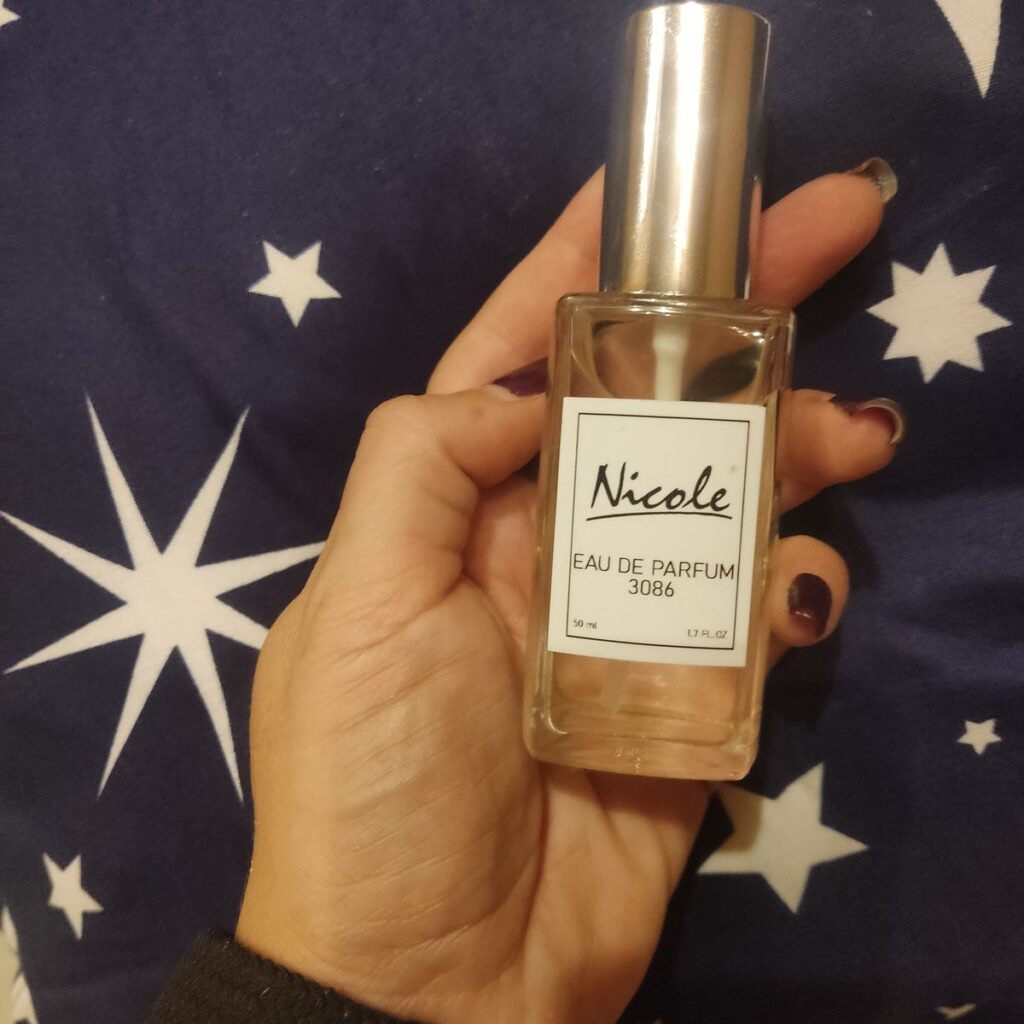 Nicole
EAU DE PARFUM
3086
50 ml 1.7 FL.OZ